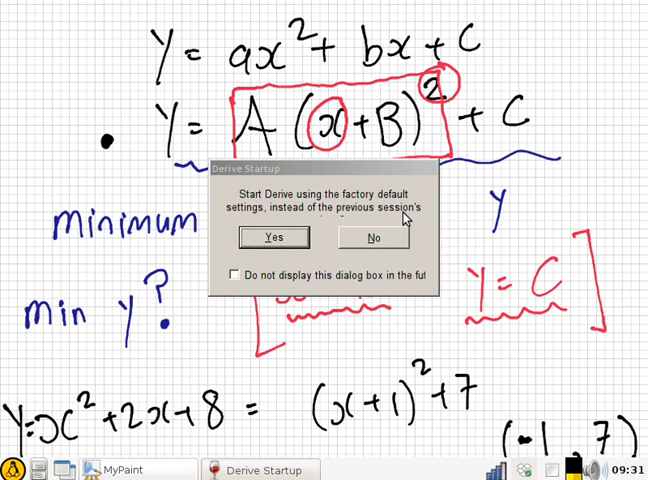 y = ax² + bx + c
y = A (x+B)² + C
Derive Startup
Start Derive using the factory default
settings, instead of the previous session's
Yes No
Do not display this dialog box in the fut
minimum y
min y?
y = C
y = x² + 2x + 8 = (x+1)² + 7
(-1, 7)
MyPaint Derive Startup 09:31